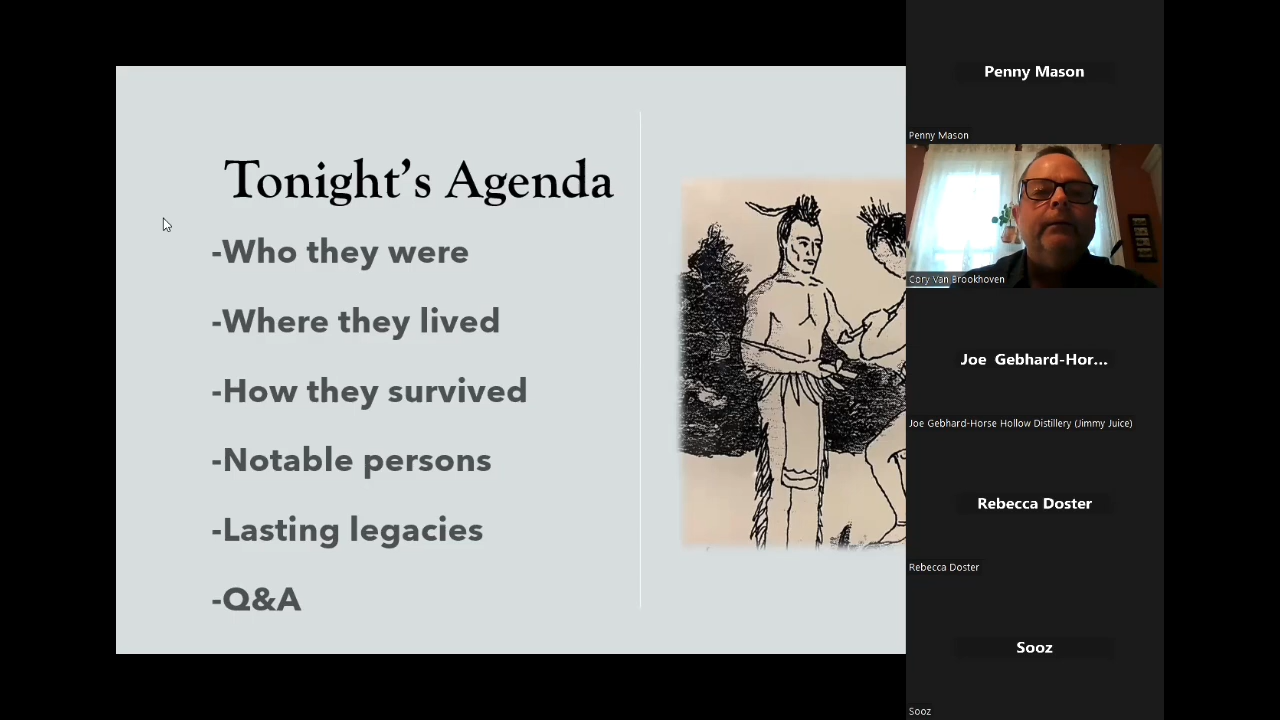 Tonight's Agenda
-Who they were
-Where they lived
-How they survived
-Notable persons
-Lasting legacies
-Q&A
Penny Mason
Penny Mason
Cory Van Brookhoven
Joe Gebhard-Hor...
Joe Gebhard-Horse Hollow Distillery (Jimmy Juice)
Rebecca Doster
Rebecca Doster
Sooz
Sooz